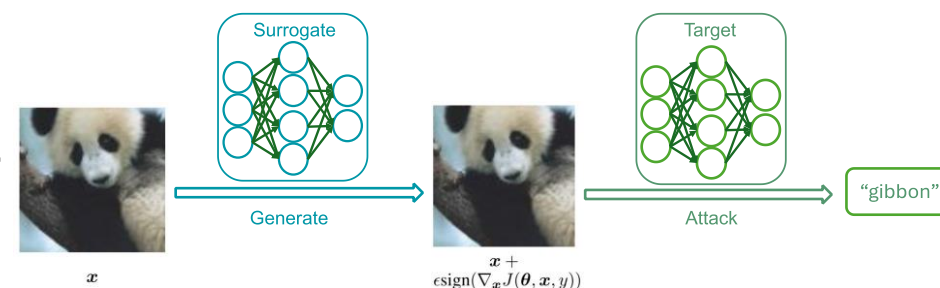 Surrogate
Target
Generate
Attack
"gibbon"
x
x +
ϵsign(∇ₓJ(θ, x, y))